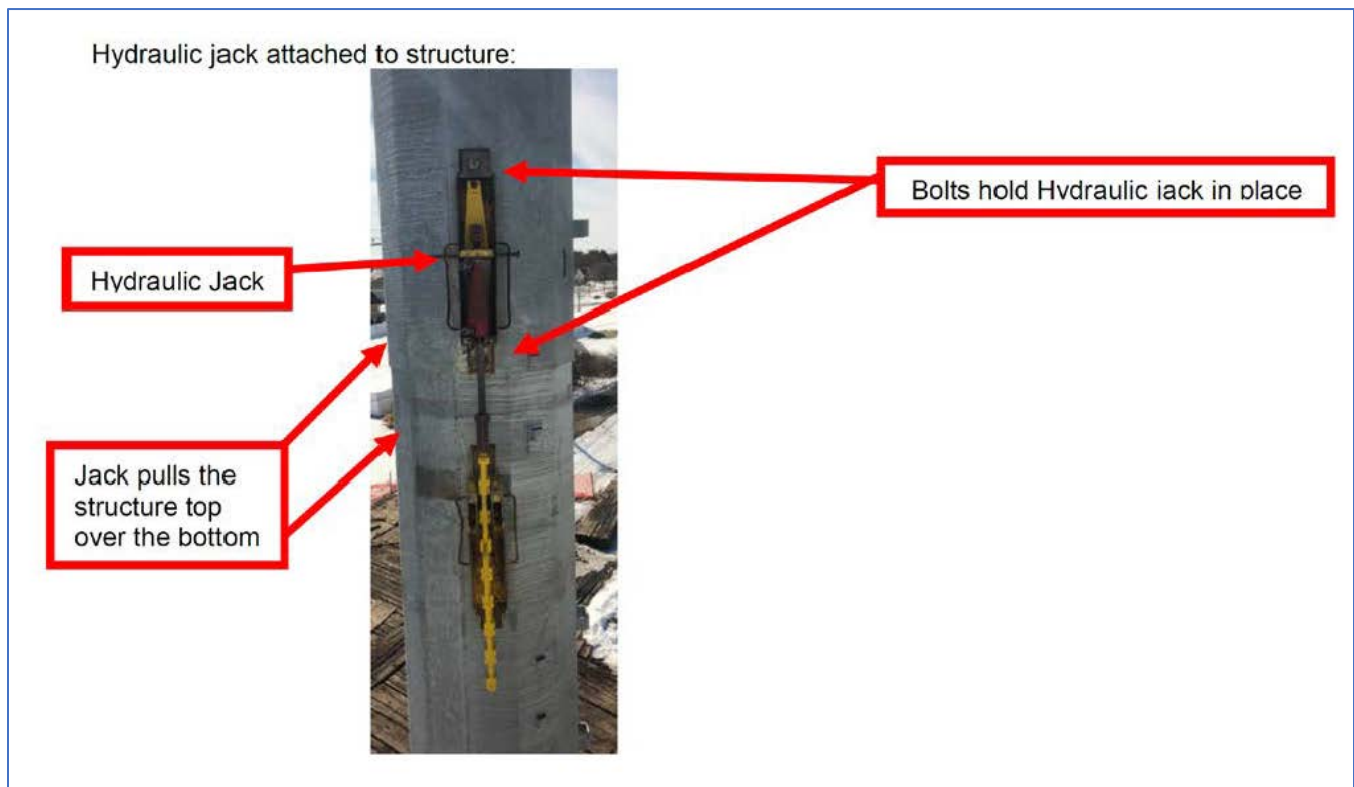 Hydraulic jack attached to structure:
Bolts hold Hydraulic jack in place
Hydraulic Jack
Jack pulls the
structure top
over the bottom